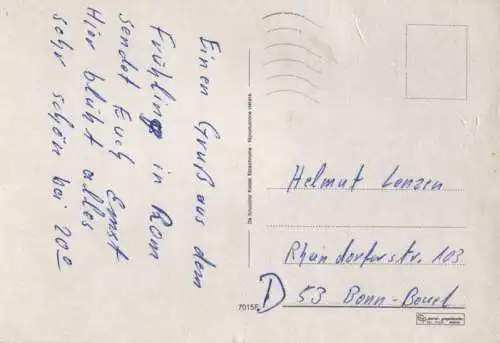 Einen Gruß aus dem
Frühling in Rom
sendet Euch Ernst
Hier blüht alles
sehr schön bei 20°
Helmut Lenzen
Rheindorferstr. 103
D 53 Bonn-Beuel
7015